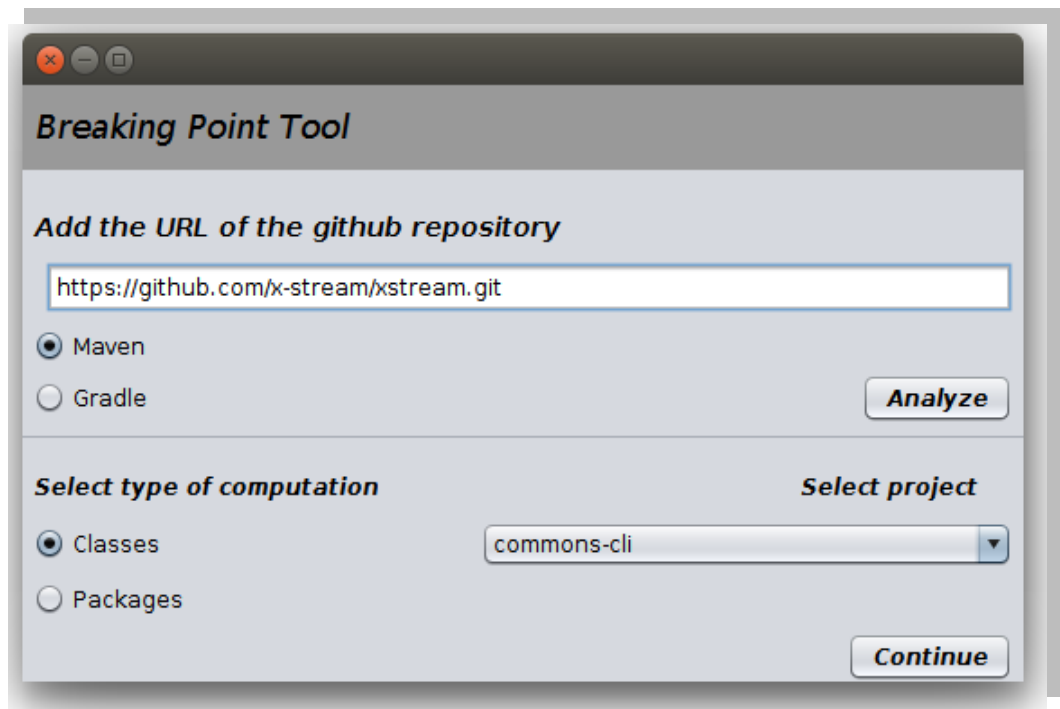 Breaking Point Tool
Add the URL of the github repository
https://github.com/x-stream/xstream.git
Maven
Gradle
Analyze
Select type of computation
Select project
Classes
commons-cli
Packages
Continue